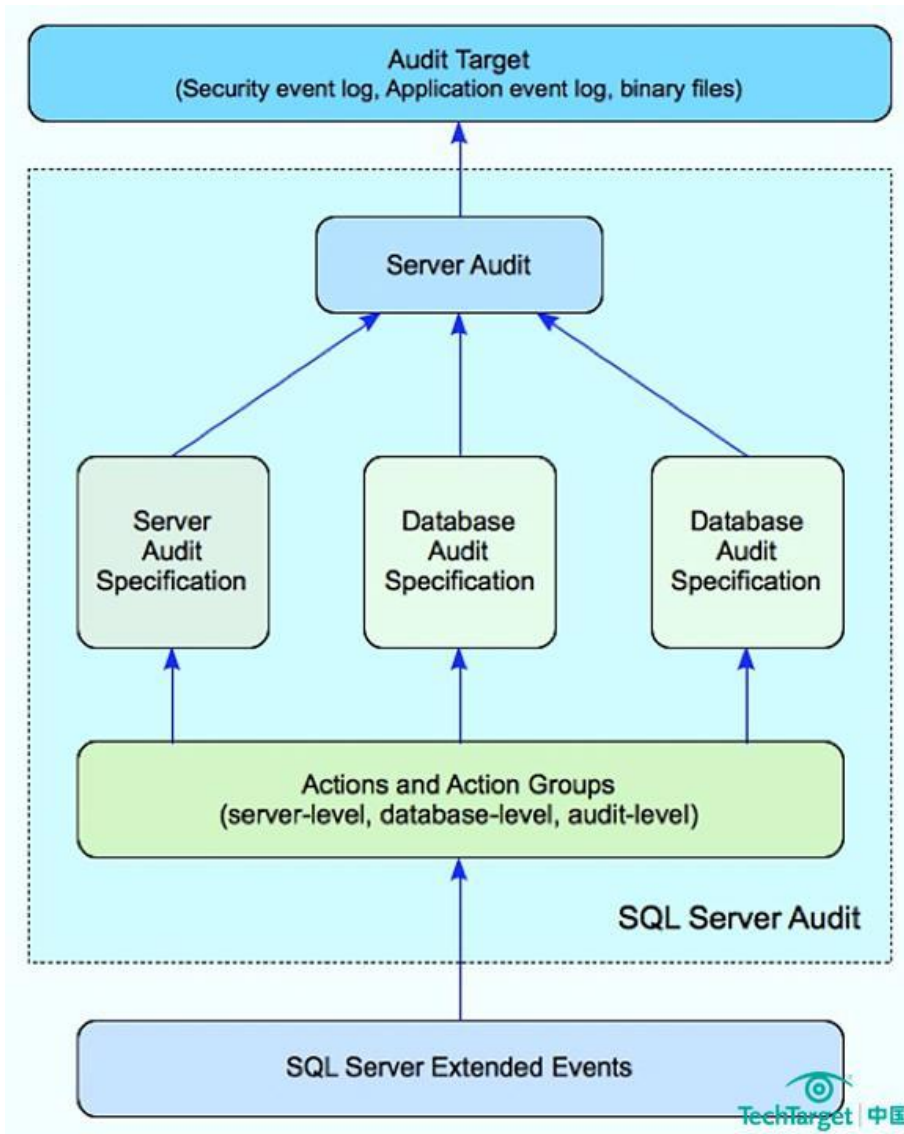 Audit Target
(Security event log, Application event log, binary files)
Server Audit
Server
Audit
Specification
Database
Audit
Specification
Database
Audit
Specification
Actions and Action Groups
(server-level, database-level, audit-level)
SQL Server Audit
SQL Server Extended Events
TechTarget | 中国